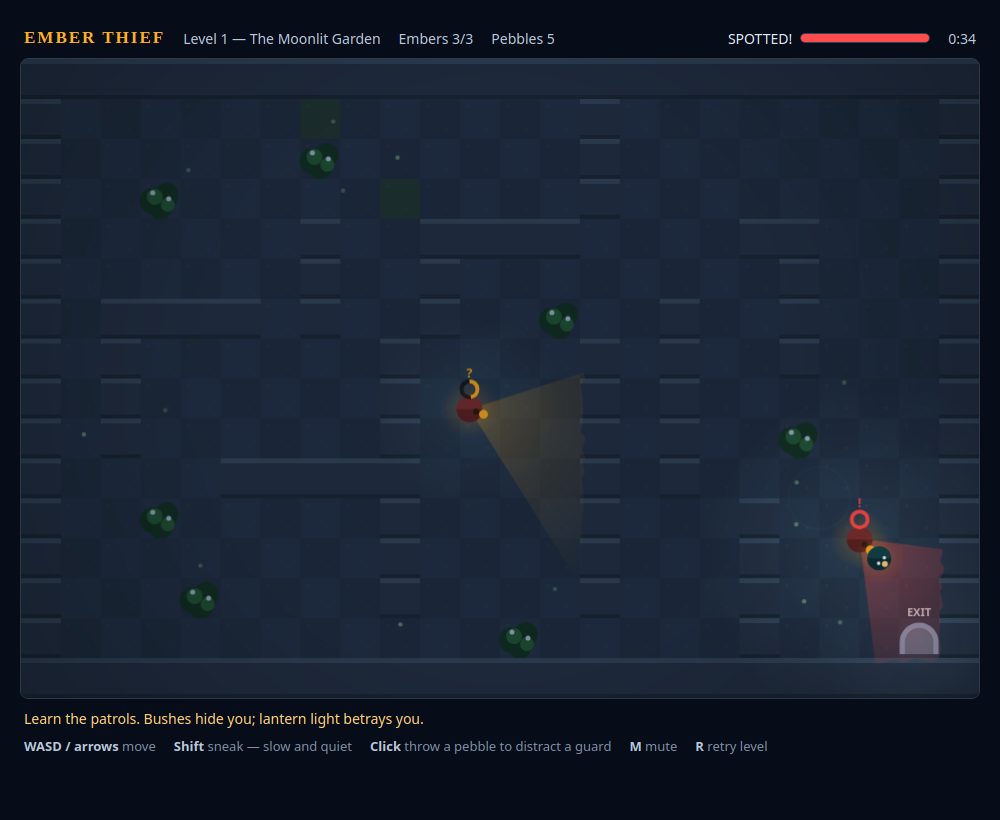 EMBER THIEF Level 1 — The Moonlit Garden Embers 3/3 Pebbles 5 SPOTTED! 0:34
?
!
EXIT
Learn the patrols. Bushes hide you; lantern light betrays you.
WASD / arrows move Shift sneak — slow and quiet Click throw a pebble to distract a guard M mute R retry level